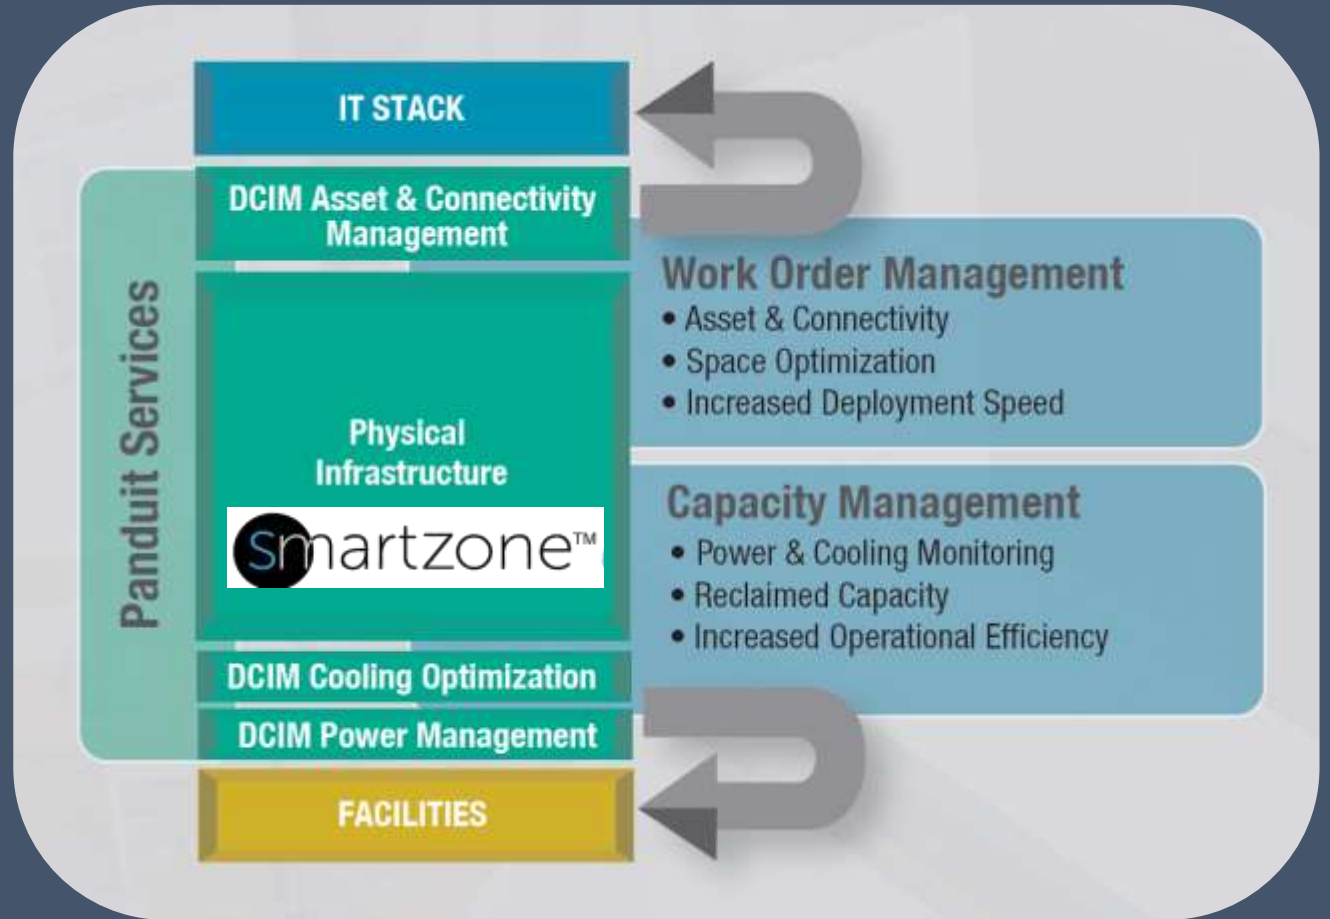 IT STACK
DCIM Asset & Connectivity
Management
Panduit Services
Physical
Infrastructure
smartzone™
DCIM Cooling Optimization
DCIM Power Management
FACILITIES
Work Order Management
• Asset & Connectivity
• Space Optimization
• Increased Deployment Speed
Capacity Management
• Power & Cooling Monitoring
• Reclaimed Capacity
• Increased Operational Efficiency